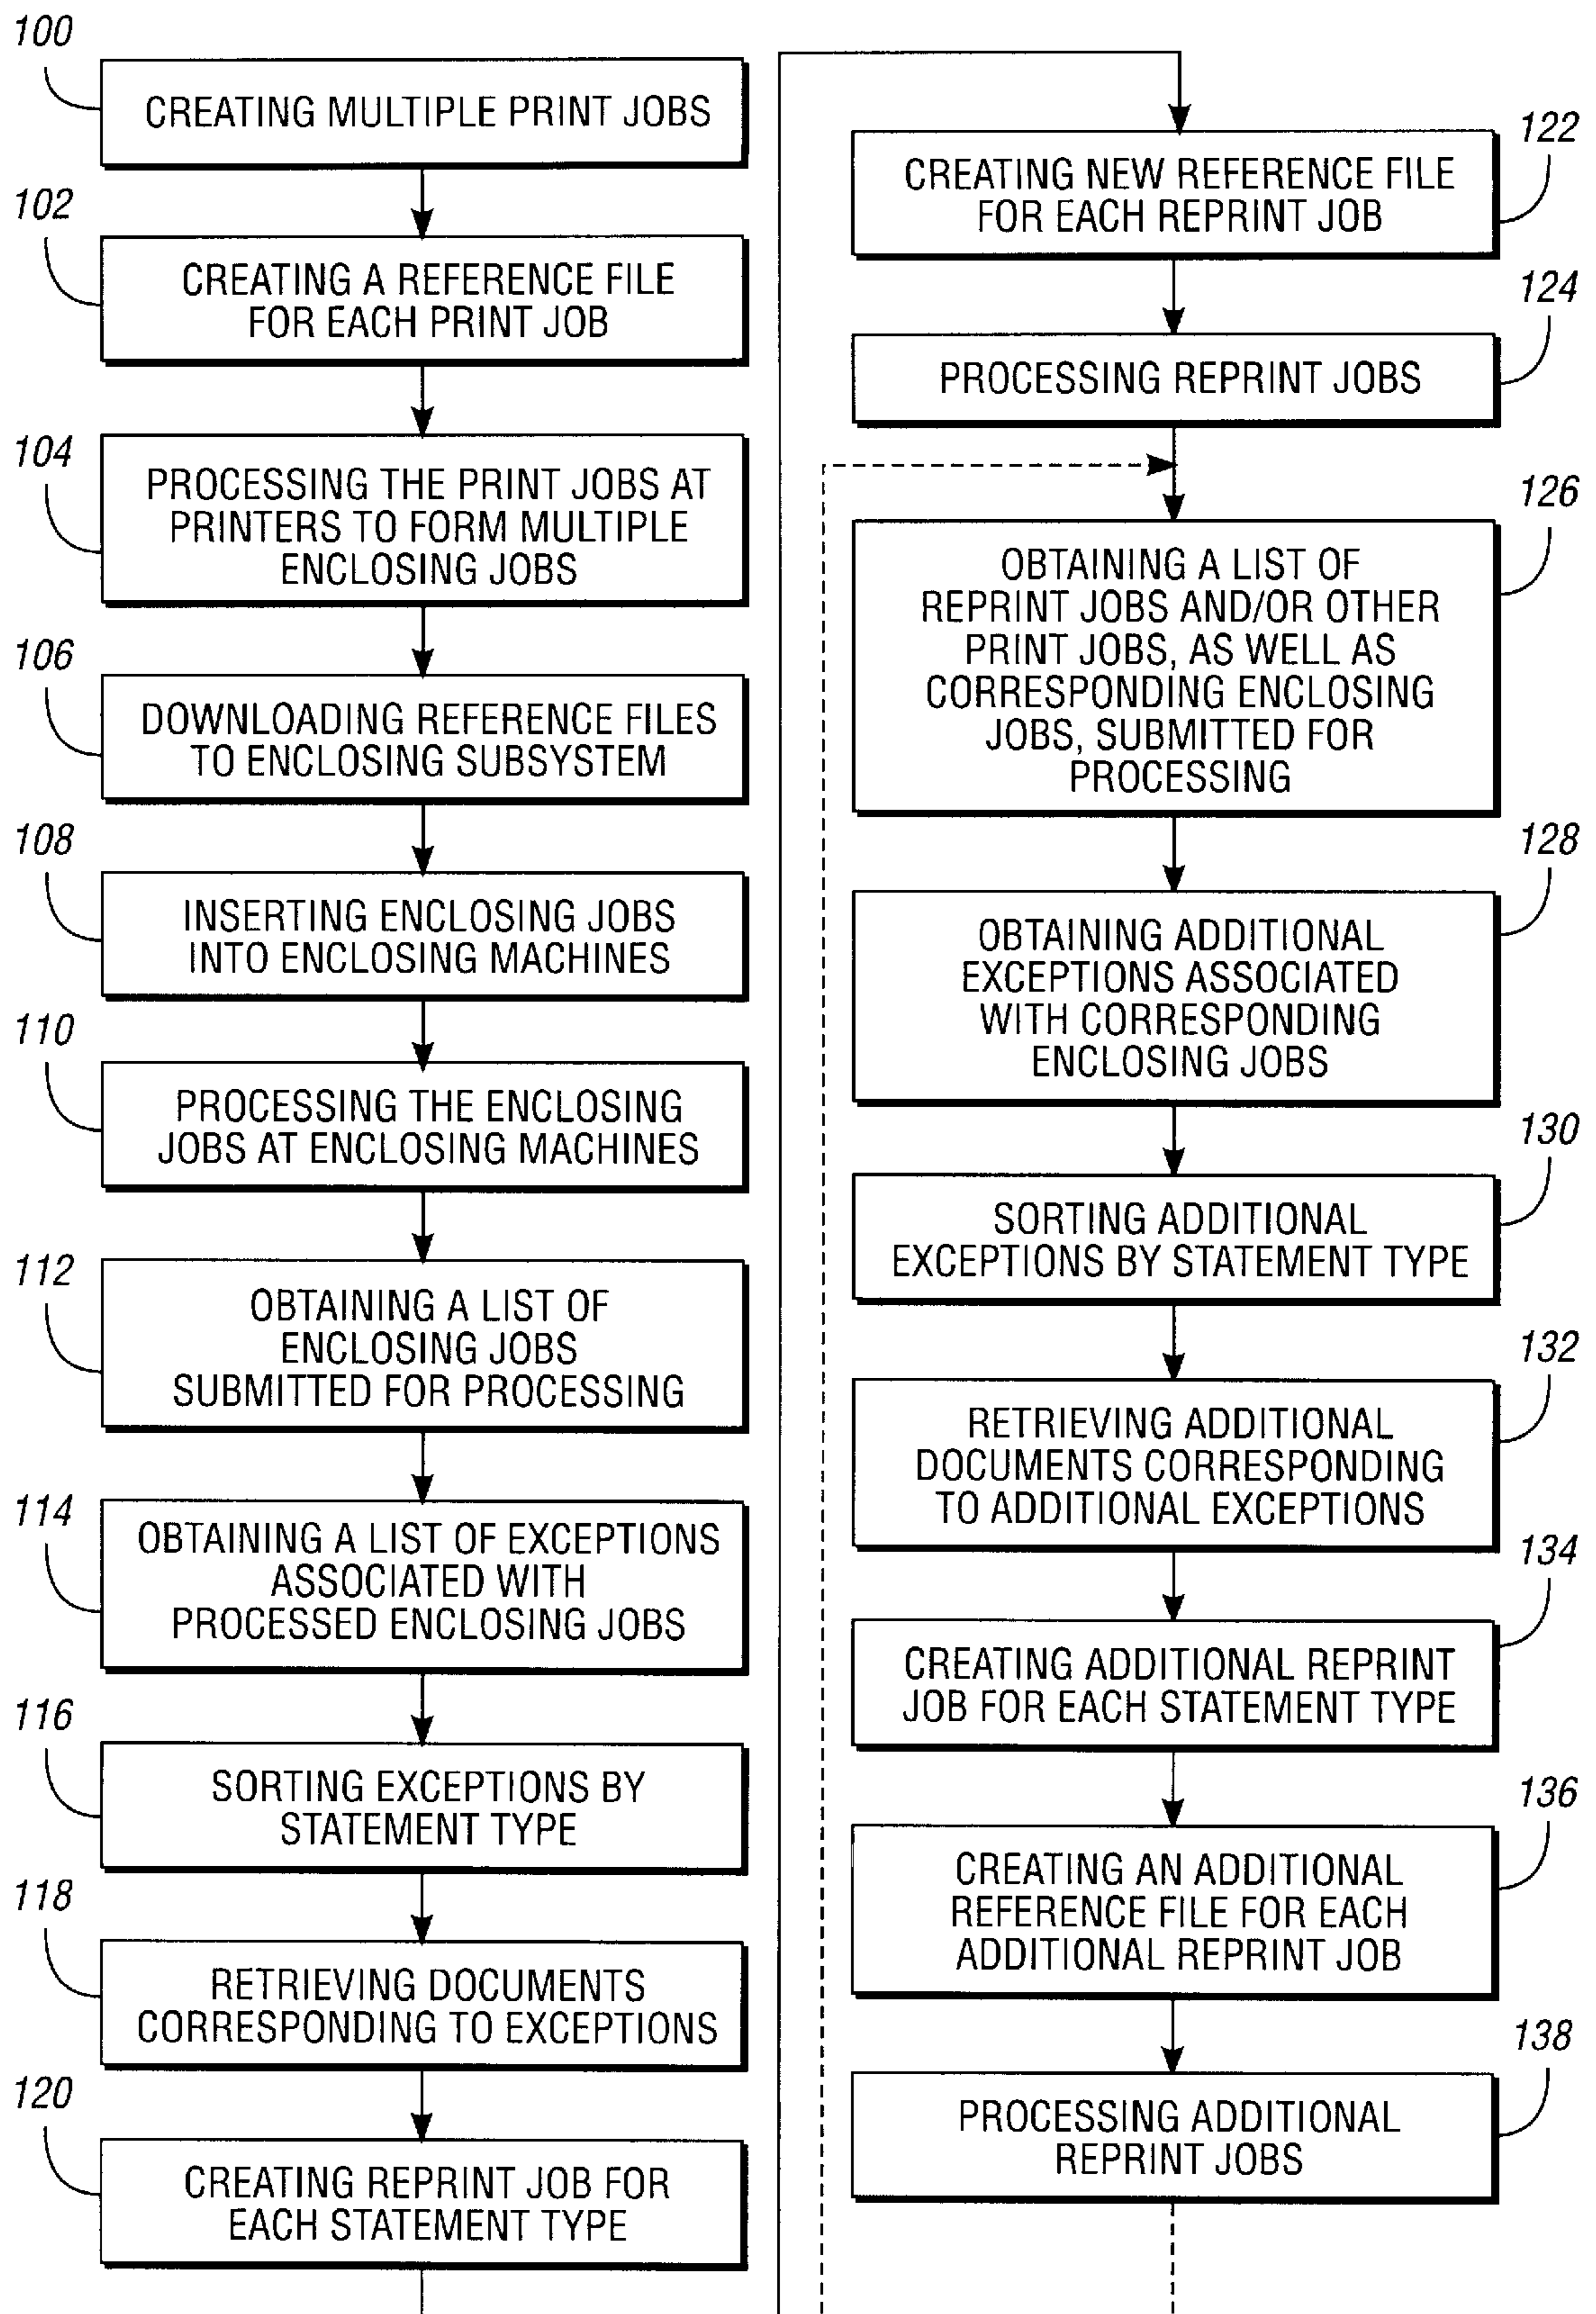 100
CREATING MULTIPLE PRINT JOBS
102
CREATING A REFERENCE FILE
FOR EACH PRINT JOB
104
PROCESSING THE PRINT JOBS AT
PRINTERS TO FORM MULTIPLE
ENCLOSING JOBS
106
DOWNLOADING REFERENCE FILES
TO ENCLOSING SUBSYSTEM
108
INSERTING ENCLOSING JOBS
INTO ENCLOSING MACHINES
110
PROCESSING THE ENCLOSING
JOBS AT ENCLOSING MACHINES
112
OBTAINING A LIST OF
ENCLOSING JOBS
SUBMITTED FOR PROCESSING
114
OBTAINING A LIST OF EXCEPTIONS
ASSOCIATED WITH
PROCESSED ENCLOSING JOBS
116
SORTING EXCEPTIONS BY
STATEMENT TYPE
118
RETRIEVING DOCUMENTS
CORRESPONDING TO EXCEPTIONS
120
CREATING REPRINT JOB FOR
EACH STATEMENT TYPE
122
CREATING NEW REFERENCE FILE
FOR EACH REPRINT JOB
124
PROCESSING REPRINT JOBS
126
OBTAINING A LIST OF
REPRINT JOBS AND/OR OTHER
PRINT JOBS, AS WELL AS
CORRESPONDING ENCLOSING
JOBS, SUBMITTED FOR
PROCESSING
128
OBTAINING ADDITIONAL
EXCEPTIONS ASSOCIATED
WITH CORRESPONDING
ENCLOSING JOBS
130
SORTING ADDITIONAL
EXCEPTIONS BY STATEMENT TYPE
132
RETRIEVING ADDITIONAL
DOCUMENTS CORRESPONDING
TO ADDITIONAL EXCEPTIONS
134
CREATING ADDITIONAL REPRINT
JOB FOR EACH STATEMENT TYPE
136
CREATING AN ADDITIONAL
REFERENCE FILE FOR EACH
ADDITIONAL REPRINT JOB
138
PROCESSING ADDITIONAL
REPRINT JOBS